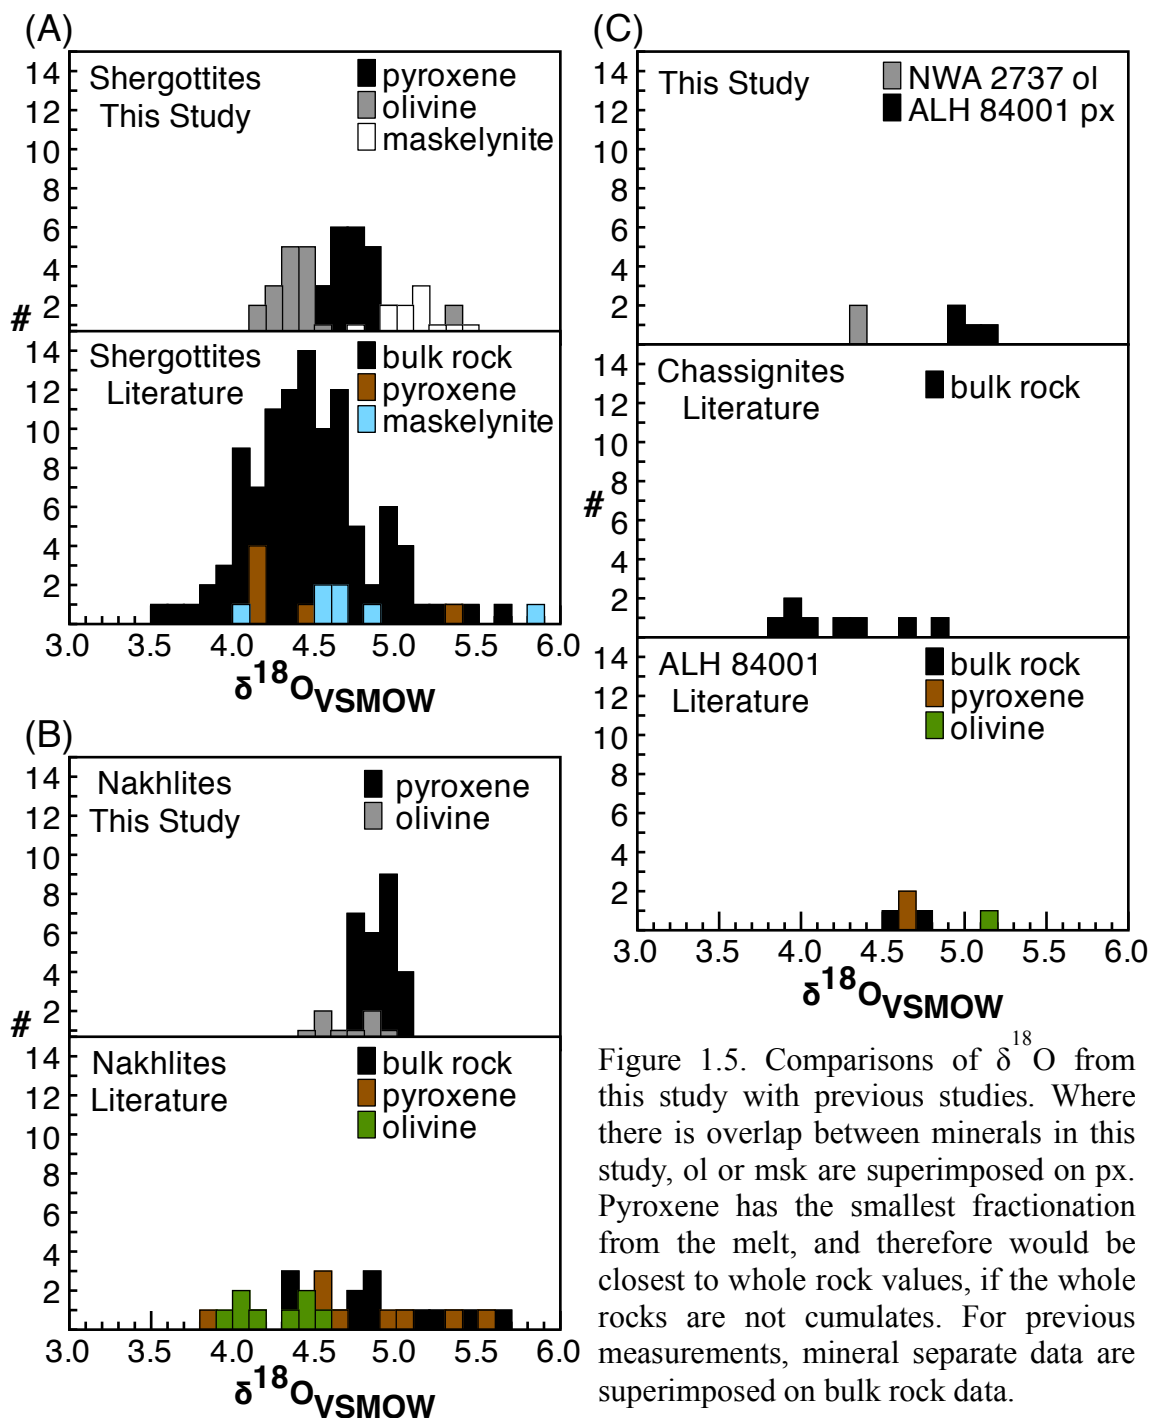 (A)
Shergottites
This Study
pyroxene
olivine
maskelynite
14
12
10
8
6
4
2
#
Shergottites
Literature
bulk rock
pyroxene
maskelynite
14
12
10
8
6
4
2
3.0 4.0 4.5 5.0 6.0
δ18OVSMOW
(B)
Nakhlites
This Study
pyroxene
olivine
14
12
10
8
6
4
2
#
Nakhlites
Literature
bulk rock
pyroxene
olivine
14
12
10
8
6
4
2
3.0 4.0 4.5 5.0 6.0
δ18OVSMOW
(C)
This Study
NWA 2737 ol
ALH 84001 px
14
12
10
8
6
4
2
Chassignites
Literature
bulk rock
14
12
10
8
#
6
4
2
ALH 84001
Literature
bulk rock
pyroxene
olivine
14
12
10
8
6
4
2
3.0 4.0 4.5 5.0 5.5 6.0
δ18OVSMOW
Figure 1.5. Comparisons of δ18O from
this study with previous studies. Where
there is overlap between minerals in this
study, ol or msk are superimposed on px.
Pyroxene has the smallest fractionation
from the melt, and therefore would be
closest to whole rock values, if the whole
rocks are not cumulates. For previous
measurements, mineral separate data are
superimposed on bulk rock data.